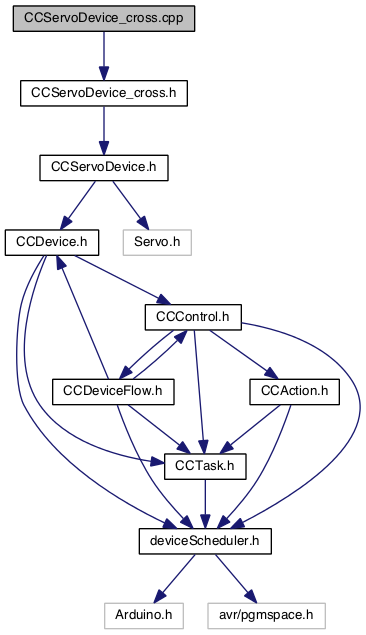 CCServoDevice_cross.cpp
CCServoDevice_cross.h
CCServoDevice.h
CCDevice.h
Servo.h
CCControl.h
CCDeviceFlow.h
CCAction.h
CCTask.h
deviceScheduler.h
Arduino.h
avr/pgmspace.h